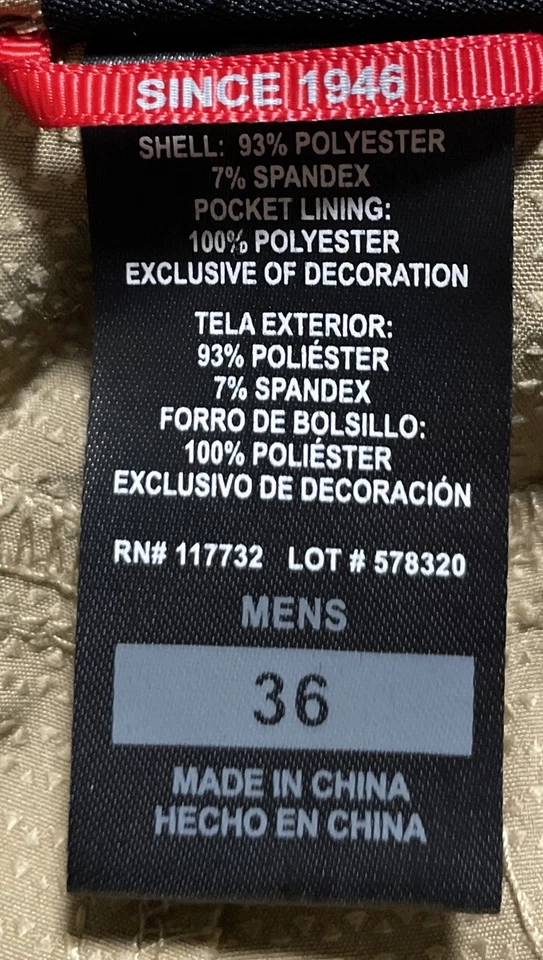 SINCE 1946
SHELL: 93% POLYESTER
7% SPANDEX
POCKET LINING:
100% POLYESTER
EXCLUSIVE OF DECORATION
TELA EXTERIOR:
93% POLIÉSTER
7% SPANDEX
FORRO DE BOLSILLO:
100% POLIÉSTER
EXCLUSIVO DE DECORACIÓN
RN# 117732 LOT # 578320
MENS
36
MADE IN CHINA
HECHO EN CHINA